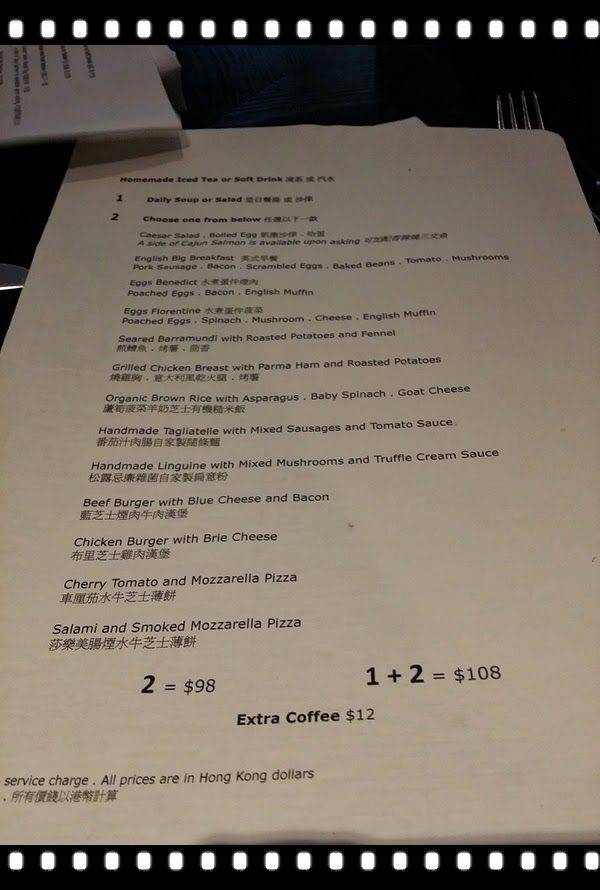 Homemade Iced Tea or Soft Drink 凍茶 或 汽水
1 Daily Soup or Salad 是日餐湯 或 沙律
2 Choose one from below 任選以下一款
Caesar Salad . Boiled Egg 凱撒沙律．烚蛋
A side of Cajun Salmon is available upon asking 可加配香辣燒三文魚
English Big Breakfast 英式早餐
Pork Sausage . Bacon . Scrambled Eggs . Baked Beans . Tomato . Mushrooms
Eggs Benedict 水煮蛋伴煙肉
Poached Eggs . Bacon . English Muffin
Eggs Florentine 水煮蛋伴菠菜
Poached Eggs . Spinach . Mushroom . Cheese . English Muffin
Seared Barramundi with Roasted Potatoes and Fennel
煎鱸魚．烤薯．茴香
Grilled Chicken Breast with Parma Ham and Roasted Potatoes
燒雞胸．意大利風乾火腿．烤薯
Organic Brown Rice with Asparagus . Baby Spinach . Goat Cheese
蘆筍菠菜羊奶芝士有機糙米飯
Handmade Tagliatelle with Mixed Sausages and Tomato Sauce
番茄汁肉腸自家製闊條麵
Handmade Linguine with Mixed Mushrooms and Truffle Cream Sauce
松露忌廉雜菌自家製扁意粉
Beef Burger with Blue Cheese and Bacon
藍芝士煙肉牛肉漢堡
Chicken Burger with Brie Cheese
布里芝士雞肉漢堡
Cherry Tomato and Mozzarella Pizza
車厘茄水牛芝士薄餅
Salami and Smoked Mozzarella Pizza
莎樂美腸煙水牛芝士薄餅
2 = $98 1 + 2 = $108
Extra Coffee $12
service charge . All prices are in Hong Kong dollars
．所有價錢以港幣計算